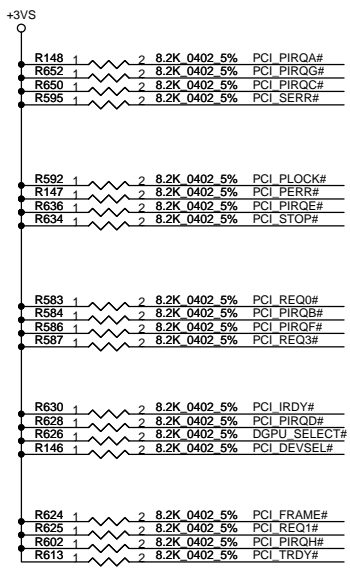 +3VS
R148 1 2 8.2K_0402_5% PCI_PIRQA#
R652 1 2 8.2K_0402_5% PCI_PIRQG#
R650 1 2 8.2K_0402_5% PCI_PIRQC#
R595 1 2 8.2K_0402_5% PCI_SERR#
R592 1 2 8.2K_0402_5% PCI_PLOCK#
R147 1 2 8.2K_0402_5% PCI_PERR#
R636 1 2 8.2K_0402_5% PCI_PIRQE#
R634 1 2 8.2K_0402_5% PCI_STOP#
R583 1 2 8.2K_0402_5% PCI_REQ0#
R584 1 2 8.2K_0402_5% PCI_PIRQB#
R586 1 2 8.2K_0402_5% PCI_PIRQF#
R587 1 2 8.2K_0402_5% PCI_REQ3#
R630 1 2 8.2K_0402_5% PCI_IRDY#
R628 1 2 8.2K_0402_5% PCI_PIRQD#
R626 1 2 8.2K_0402_5% DGPU_SELECT#
R146 1 2 8.2K_0402_5% PCI_DEVSEL#
R624 1 2 8.2K_0402_5% PCI_FRAME#
R625 1 2 8.2K_0402_5% PCI_REQ1#
R602 1 2 8.2K_0402_5% PCI_PIRQH#
R613 1 2 8.2K_0402_5% PCI_TRDY#